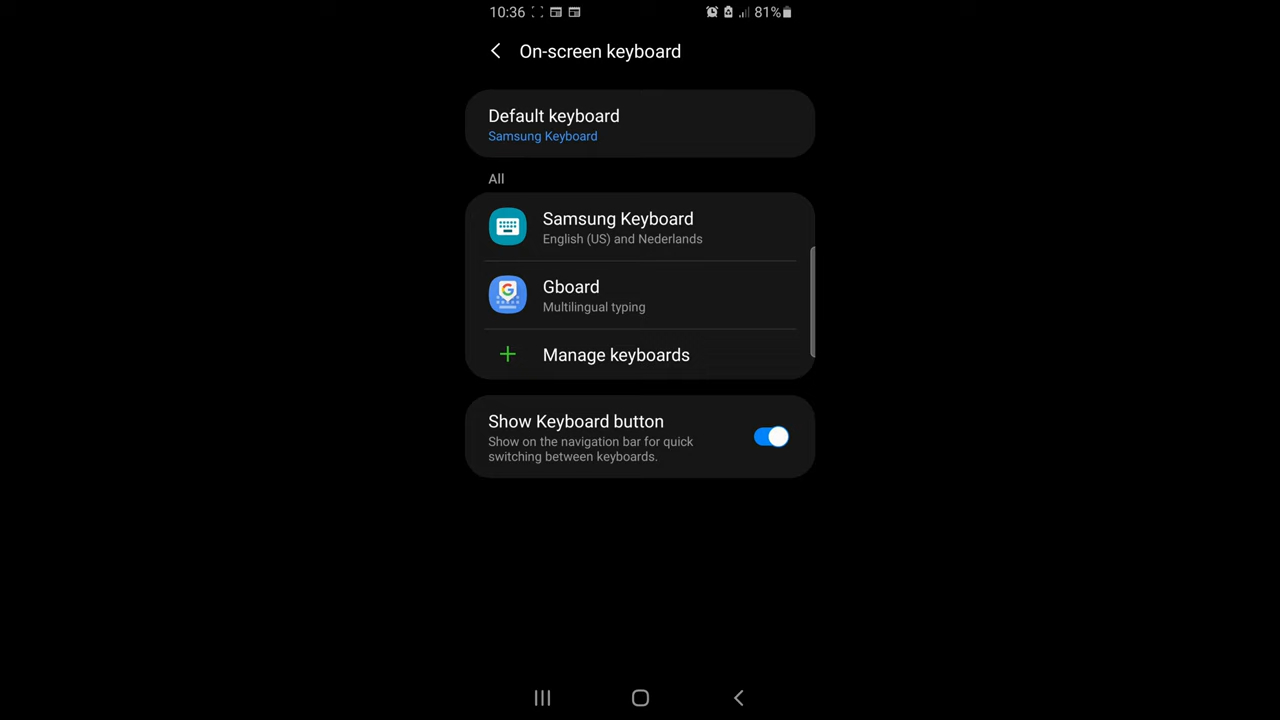 10:36
81%
On-screen keyboard
Default keyboard
Samsung Keyboard
All
Samsung Keyboard
English (US) and Nederlands
Gboard
Multilingual typing
Manage keyboards
Show Keyboard button
Show on the navigation bar for quick
switching between keyboards.